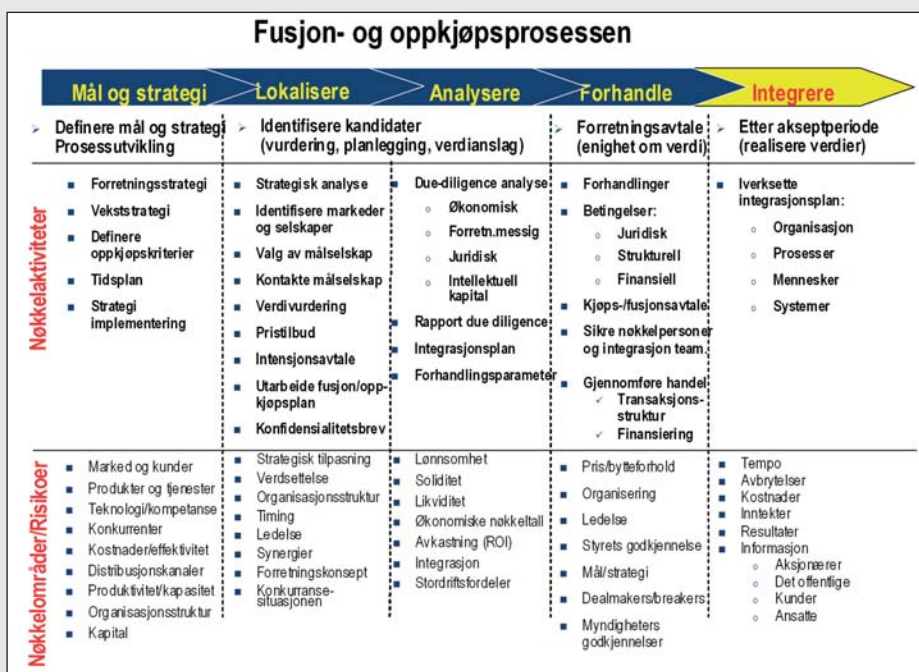 Fusjon- og oppkjøpsprosessen
Mål og strategi
Lokalisere
Analysere
Forhandle
Integrere
Definere mål og strategi
Prosessutvikling
Identifisere kandidater
(vurdering, planlegging, verdianslag)
Forretningsavtale
(enighet om verdi)
Etter akseptperiode
(realisere verdier)
Nøkkelaktiviteter
Forretningsstrategi
Vekststrategi
Definere
oppkjøpskriterier
Tidsplan
Strategi
implementering
Strategisk analyse
Identifisere markeder
og selskaper
Valg av målselskap
Kontakte målselskap
Verdivurdering
Pristilbud
Intensjonsavtale
Utarbeide fusjon/opp-
kjøpsplan
Konfidensialitetsbrev
Due-diligence analyse
Økonomisk
Forretn.messig
Juridisk
Intellektuell
kapital
Rapport due diligence
Integrasjonsplan
Forhandlingsparameter
Forhandlinger
Betingelser:
Juridisk
Strukturell
Finansiell
Kjøps-/fusjonsavtale
Sikre nøkkelpersoner
og integrasjon team.
Gjennomføre handel
Transaksjons-
struktur
Finansiering
Iverksette
integrasjonsplan:
Organisasjon
Prosesser
Mennesker
Systemer
Nøkkelområder/Risikoer
Marked og kunder
Produkter og tjenester
Teknologi/kompetanse
Konkurrenter
Kostnader/effektivitet
Distribusjonskanaler
Produktivitet/kapasitet
Organisasjonsstruktur
Kapital
Strategisk tilpasning
Verdsettelse
Organisasjonsstruktur
Timing
Ledelse
Synergier
Forretningskonsept
Konkurranse-
situasjonen
Lønnsomhet
Soliditet
Likviditet
Økonomiske nøkkeltall
Avkastning (ROI)
Integrasjon
Stordriftsfordeler
Pris/bytteforhold
Organisering
Ledelse
Styrets godkjennelse
Mål/strategi
Dealmakers/breakers
Myndigheters
godkjennelser
Tempo
Avbrytelser
Kostnader
Inntekter
Resultater
Informasjon
Aksjonærer
Det offentlige
Kunder
Ansatte